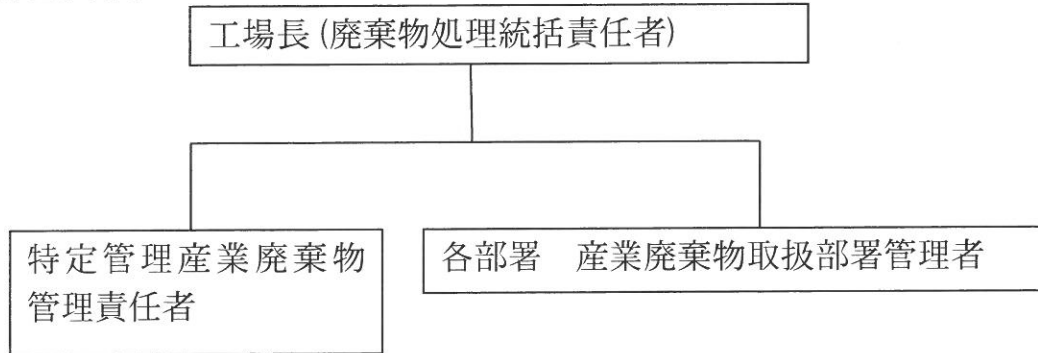 工場長(廃棄物処理統括責任者)
特定管理産業廃棄物
管理責任者
各部署　産業廃棄物取扱部署管理者